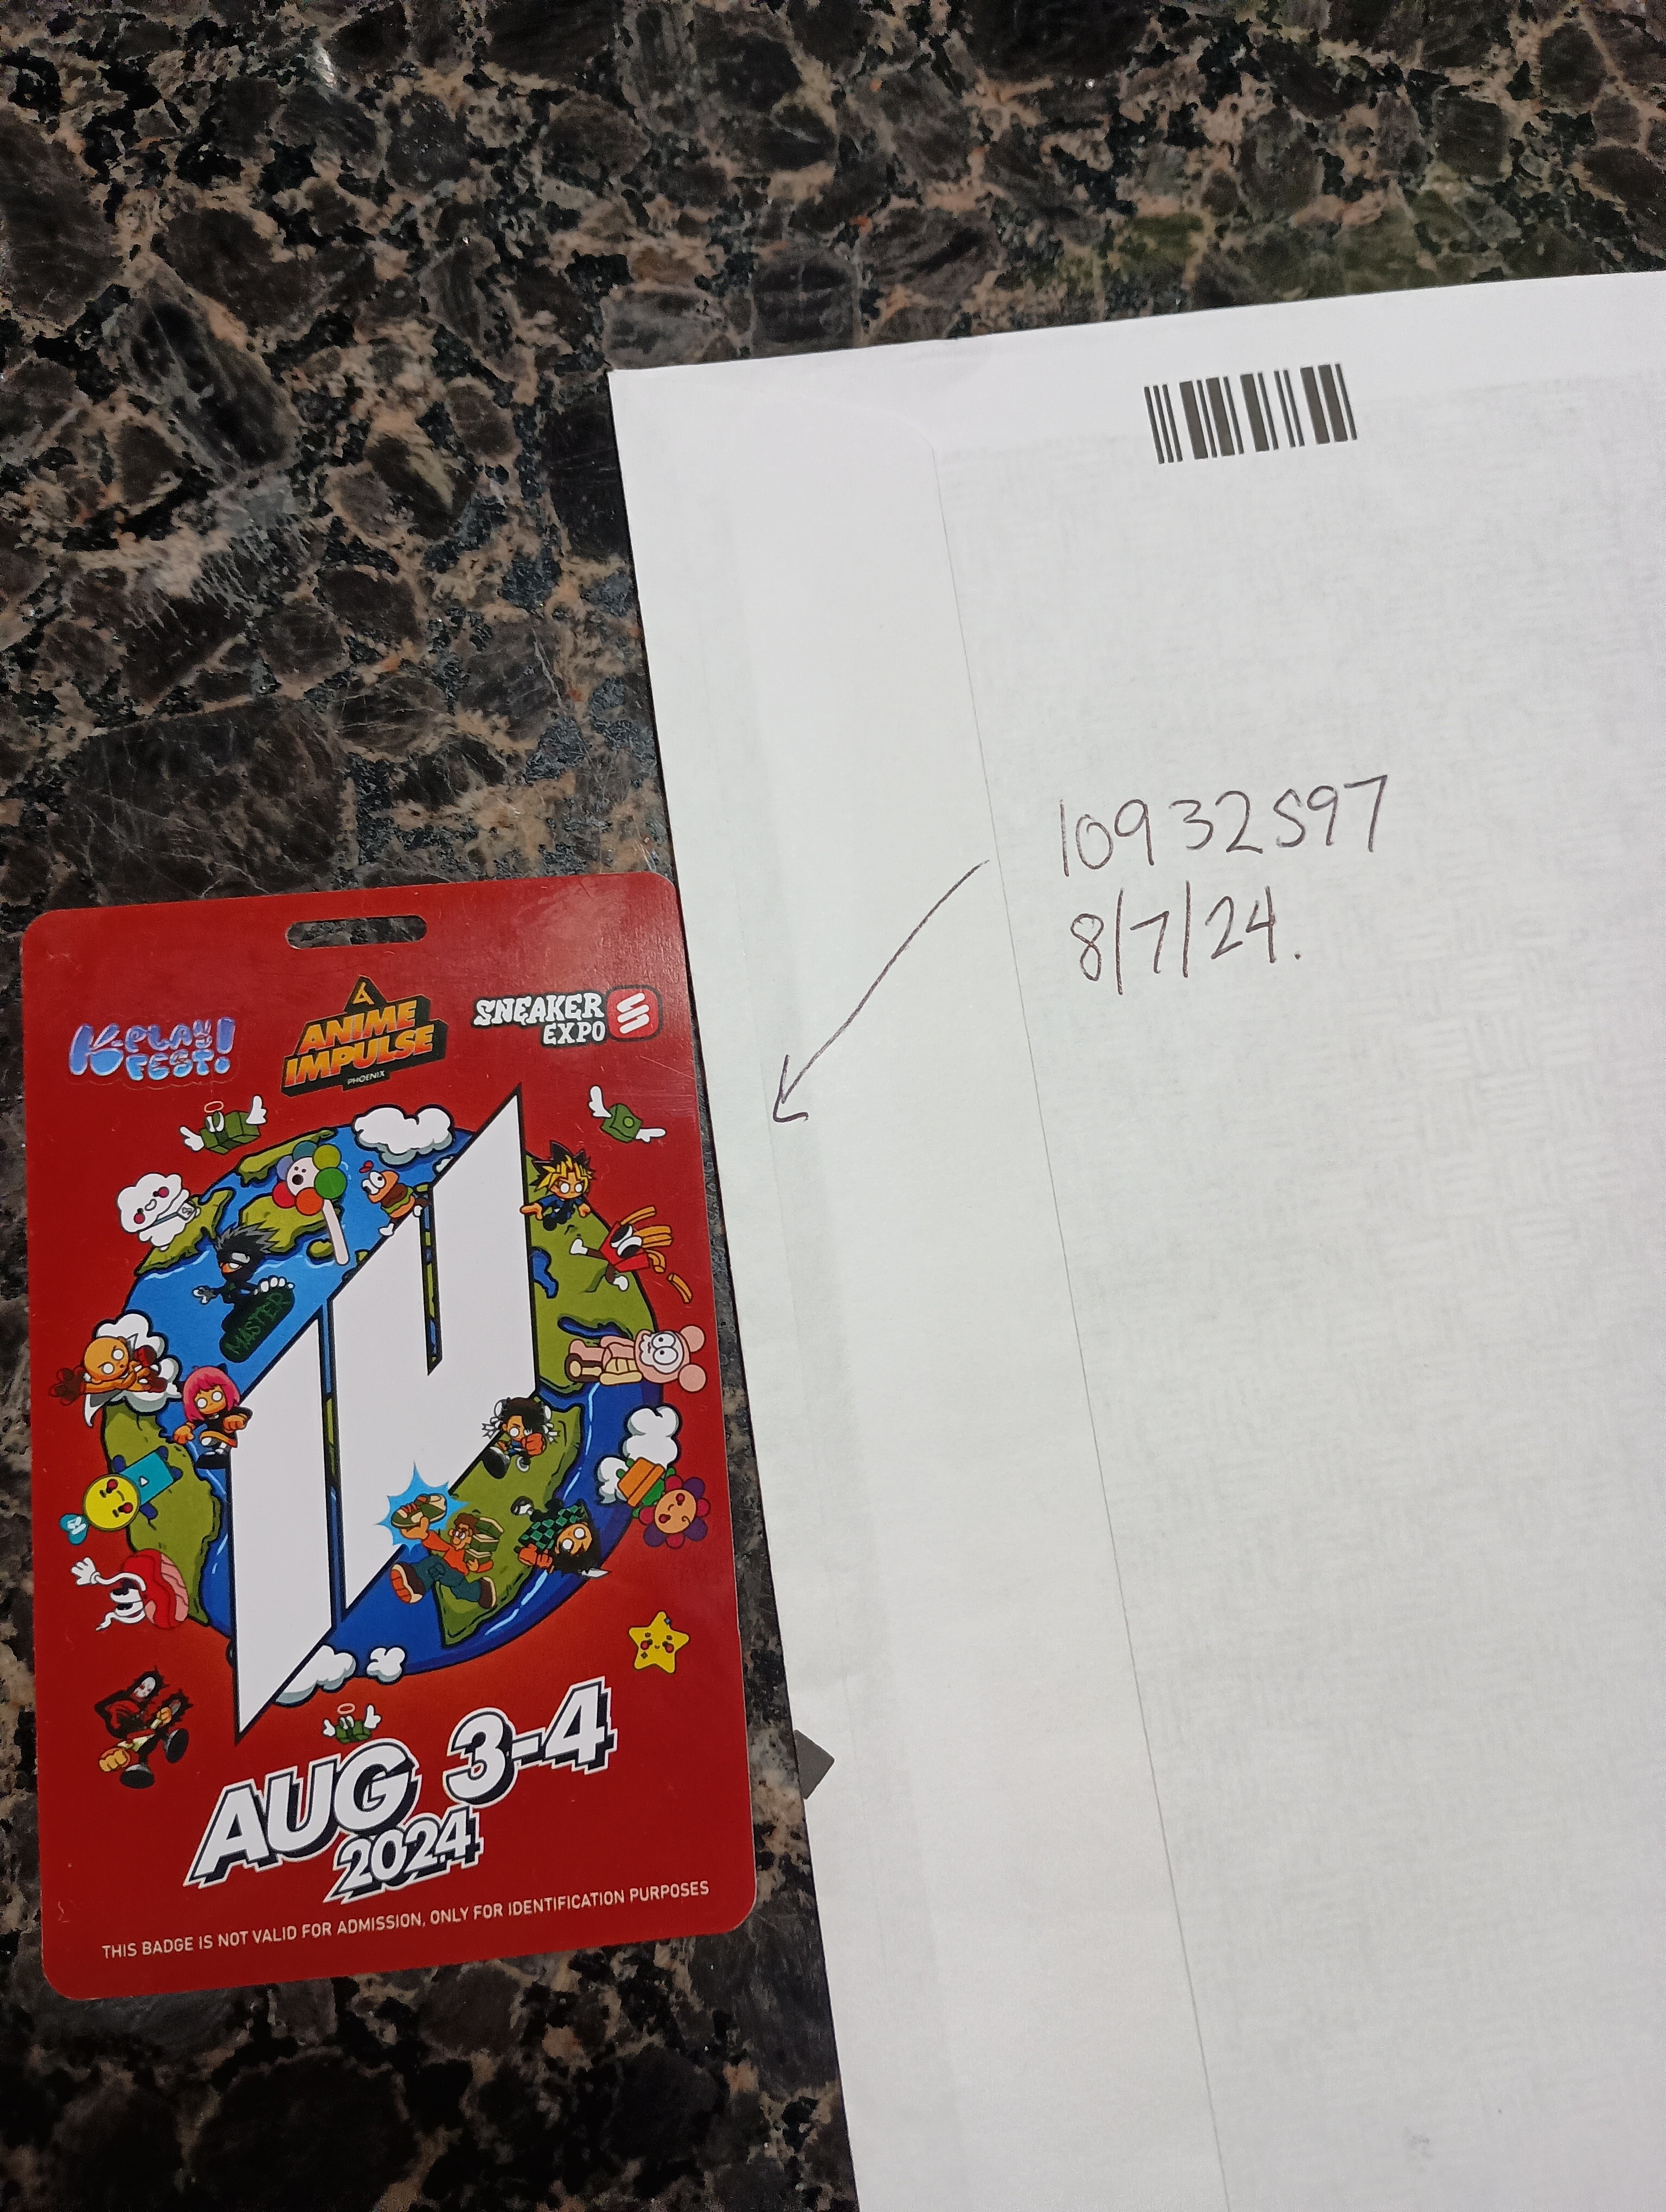 10932597
8/7/24.
K-PLAY! FEST!
ANIME IMPULSE
PHOENIX
SNEAKER EXPO
MASTER
AUG 3-4
2024
THIS BADGE IS NOT VALID FOR ADMISSION, ONLY FOR IDENTIFICATION PURPOSES